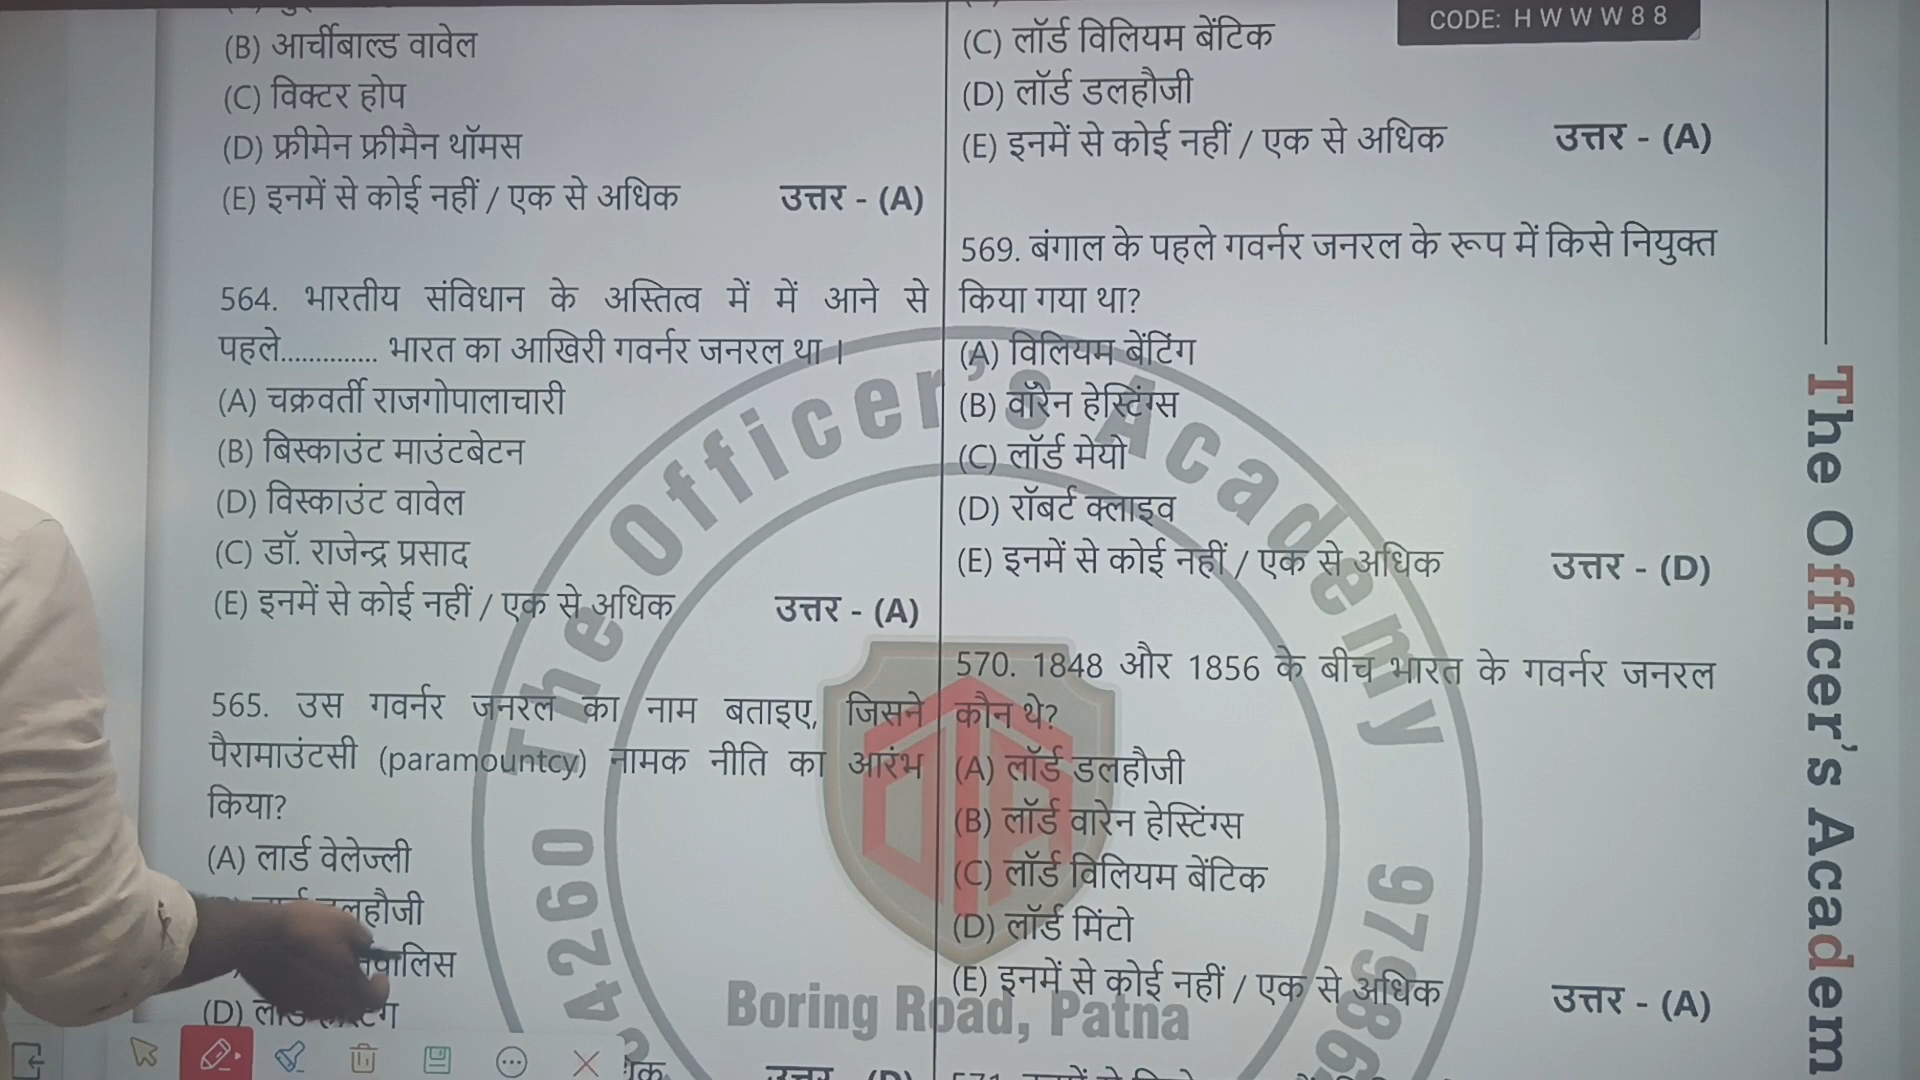 CODE: H W W W 8 8
(B) आर्चीबाल्ड वावेल
(C) विक्टर होप
(D) फ्रीमेन फ्रीमैन थॉमस
(E) इनमें से कोई नहीं / एक से अधिक उत्तर - (A)
564. भारतीय संविधान के अस्तित्व में में आने से
पहले.............. भारत का आखिरी गवर्नर जनरल था ।
(A) चक्रवर्ती राजगोपालाचारी
(B) बिस्काउंट माउंटबेटन
(D) विस्काउंट वावेल
(C) डॉ. राजेन्द्र प्रसाद
(E) इनमें से कोई नहीं / एक से अधिक उत्तर - (A)
565. उस गवर्नर जनरल का नाम बताइए, जिसने
पैरामाउंटसी (paramountcy) नामक नीति का आरंभ
किया?
(A) लार्ड वेलेज्ली
(D)
(C) लॉर्ड विलियम बेंटिक
(D) लॉर्ड डलहौजी
(E) इनमें से कोई नहीं / एक से अधिक उत्तर - (A)
569. बंगाल के पहले गवर्नर जनरल के रूप में किसे नियुक्त
किया गया था?
(A) विलियम बेंटिंग
(B) वॉरेन हेस्टिंग्स
(C) लॉर्ड मेयो
(D) रॉबर्ट क्लाइव
(E) इनमें से कोई नहीं / एक से अधिक उत्तर - (D)
570. 1848 और 1856 के बीच भारत के गवर्नर जनरल
कौन थे?
(A) लॉर्ड डलहौजी
(B) लॉर्ड वारेन हेस्टिंग्स
(C) लॉर्ड विलियम बेंटिक
(D) लॉर्ड मिंटो
(E) इनमें से कोई नहीं / एक से अधिक उत्तर - (A)
The Officer's Academy
Boring Road, Patna
The Officer's Academ